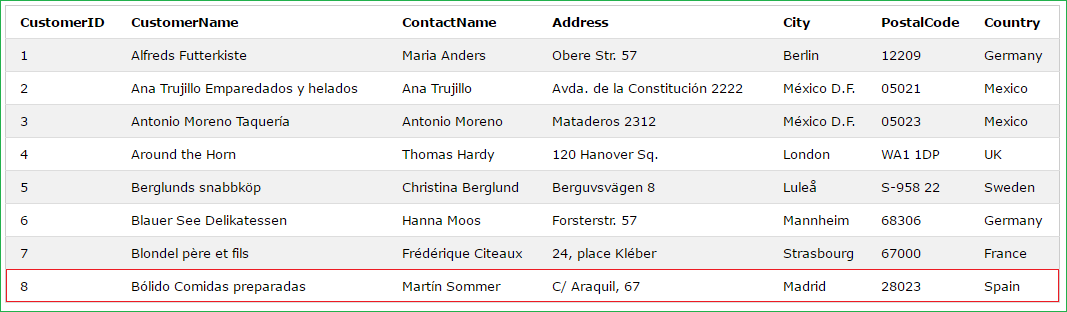 CustomerID CustomerName ContactName Address City PostalCode Country
1 Alfreds Futterkiste Maria Anders Obere Str. 57 Berlin 12209 Germany
2 Ana Trujillo Emparedados y helados Ana Trujillo Avda. de la Constitución 2222 México D.F. 05021 Mexico
3 Antonio Moreno Taquería Antonio Moreno Mataderos 2312 México D.F. 05023 Mexico
4 Around the Horn Thomas Hardy 120 Hanover Sq. London WA1 1DP UK
5 Berglunds snabbköp Christina Berglund Berguvsvägen 8 Luleå S-958 22 Sweden
6 Blauer See Delikatessen Hanna Moos Forsterstr. 57 Mannheim 68306 Germany
7 Blondel père et fils Frédérique Citeaux 24, place Kléber Strasbourg 67000 France
8 Bólido Comidas preparadas Martín Sommer C/ Araquil, 67 Madrid 28023 Spain